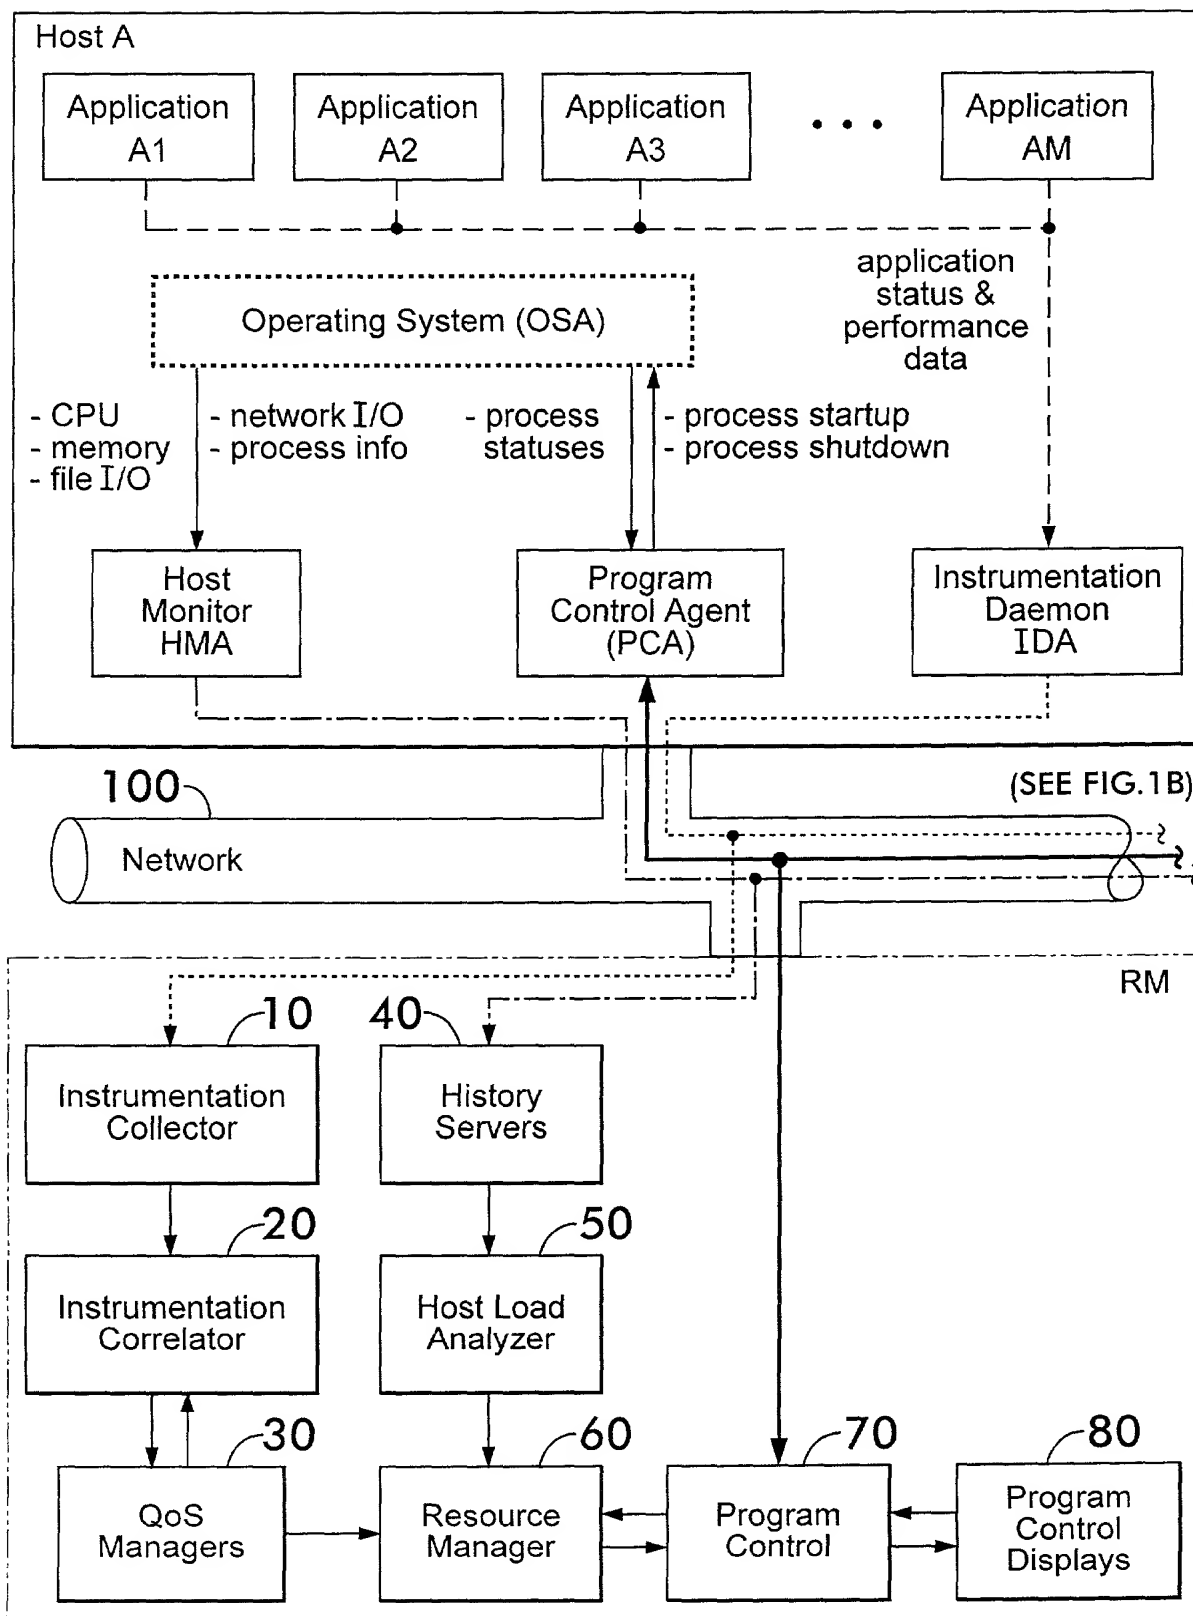 Host A
Application
A1
Application
A2
Application
A3
• • •
Application
AM
application
status &
performance
data
Operating System (OSA)
- CPU
- memory
- file I/O
- network I/O
- process info
- process
statuses
- process startup
- process shutdown
Host
Monitor
HMA
Program
Control Agent
(PCA)
Instrumentation
Daemon
IDA
100
(SEE FIG.1B)
Network
RM
10
Instrumentation
Collector
40
History
Servers
20
Instrumentation
Correlator
50
Host Load
Analyzer
30
QoS
Managers
60
Resource
Manager
70
Program
Control
80
Program
Control
Displays